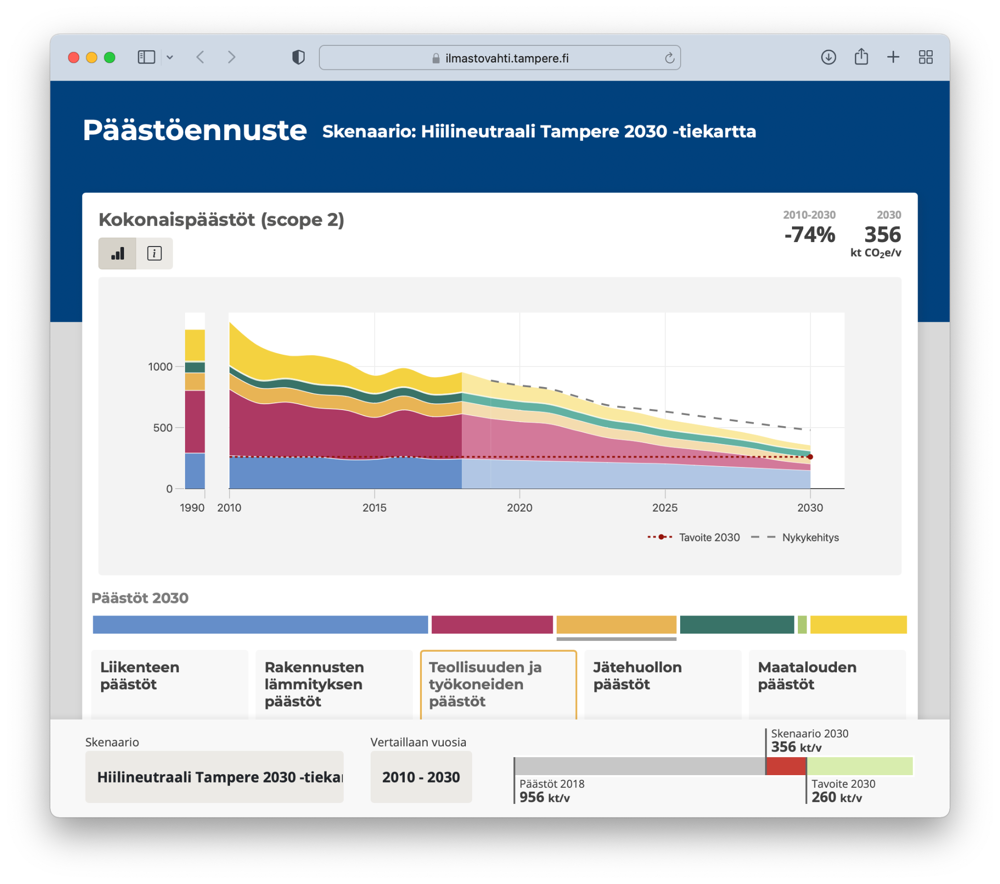 ilmastovahti.tampere.fi
Päästöennuste Skenaario: Hiilineutraali Tampere 2030 -tiekartta
Kokonaispäästöt (scope 2)
2010-2030
-74%
2030
356
kt CO₂e/v
1000
500
0
1990 2010 2015 2020 2025 2030
Tavoite 2030 Nykykehitys
Päästöt 2030
Liikenteen
päästöt
Rakennusten
lämmityksen
päästöt
Teollisuuden ja
työkoneiden
päästöt
Jätehuollon
päästöt
Maatalouden
päästöt
Skenaario
Hiilineutraali Tampere 2030 -tieka
Vertaillaan vuosia
2010 - 2030
Skenaario 2030
356 kt/v
Päästöt 2018
956 kt/v
Tavoite 2030
260 kt/v